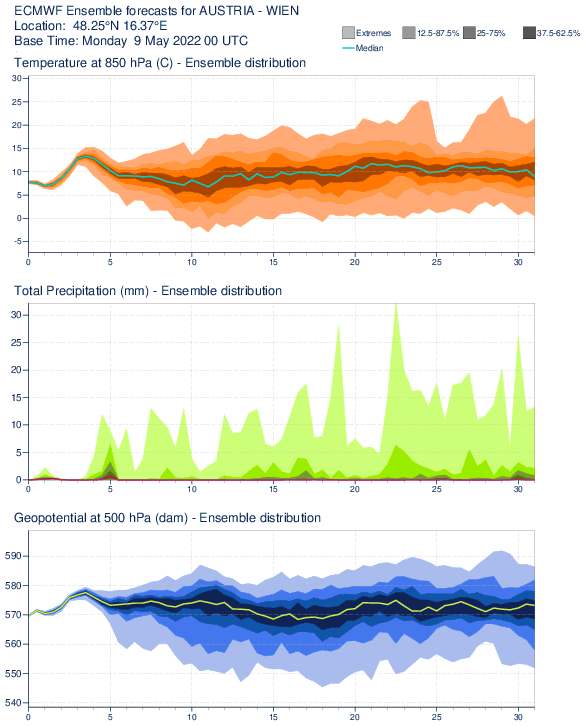 ECMWF Ensemble forecasts for AUSTRIA - WIEN
Location:  48.25°N 16.37°E
Base Time: Monday  9 May 2022 00 UTC
Extremes 12.5-87.5% 25-75% 37.5-62.5%
Median
Temperature at 850 hPa (C) - Ensemble distribution
30
25
20
15
10
5
0
-5
0 5 10 15 20 25 30
Total Precipitation (mm) - Ensemble distribution
30
25
20
15
10
5
0
0 5 10 15 20 25 30
Geopotential at 500 hPa (dam) - Ensemble distribution
590
580
570
560
550
540
0 5 10 15 20 25 30